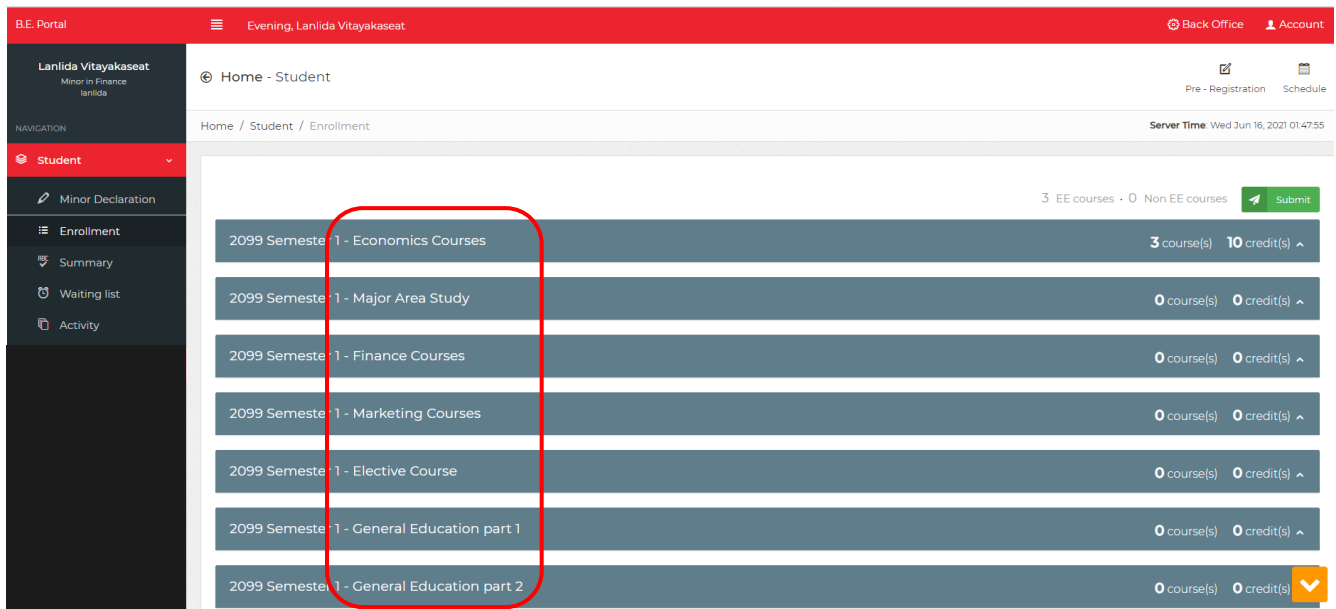 B.E. Portal
Evening, Lanlida Vitayakaseat
Back Office
Account
Lanlida Vitayakaseat
Minor in Finance
lanlida
Home - Student
Pre - Registration
Schedule
NAVIGATION
Home / Student / Enrollment
Server Time: Wed Jun 16, 2021 01:47:55
Student
Minor Declaration
Enrollment
Summary
Waiting list
Activity
3 EE courses • 0 Non EE courses
Submit
2099 Semester 1 - Economics Courses
3 course(s) 10 credit(s)
2099 Semester 1 - Major Area Study
0 course(s) 0 credit(s)
2099 Semester 1 - Finance Courses
0 course(s) 0 credit(s)
2099 Semester 1 - Marketing Courses
0 course(s) 0 credit(s)
2099 Semester 1 - Elective Course
0 course(s) 0 credit(s)
2099 Semester 1 - General Education part 1
0 course(s) 0 credit(s)
2099 Semester 1 - General Education part 2
0 course(s) 0 credit(s)